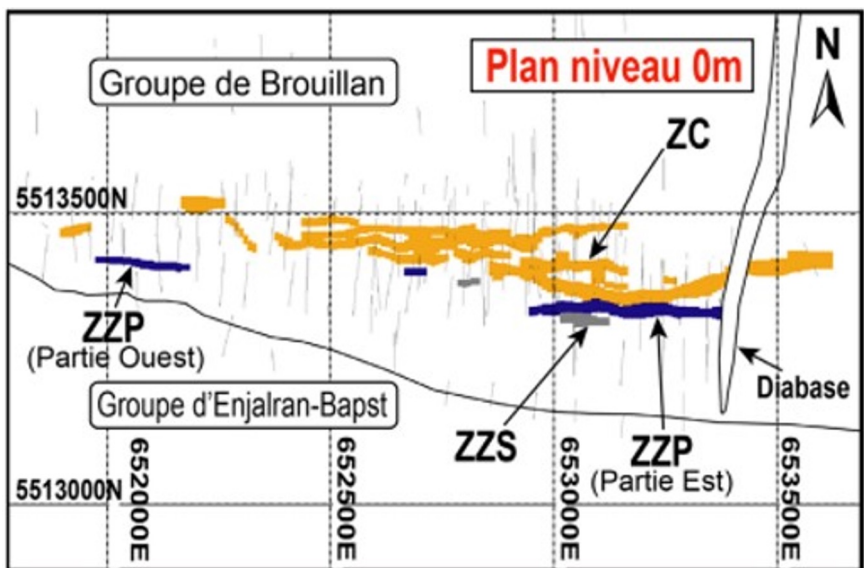 Groupe de Brouillan
Plan niveau 0m
N
ZC
5513500N
ZZP
(Partie Ouest)
Diabase
Groupe d'Enjalran-Bapst
ZZS
ZZP
(Partie Est)
5513000N
652000E
652500E
653000E
653500E